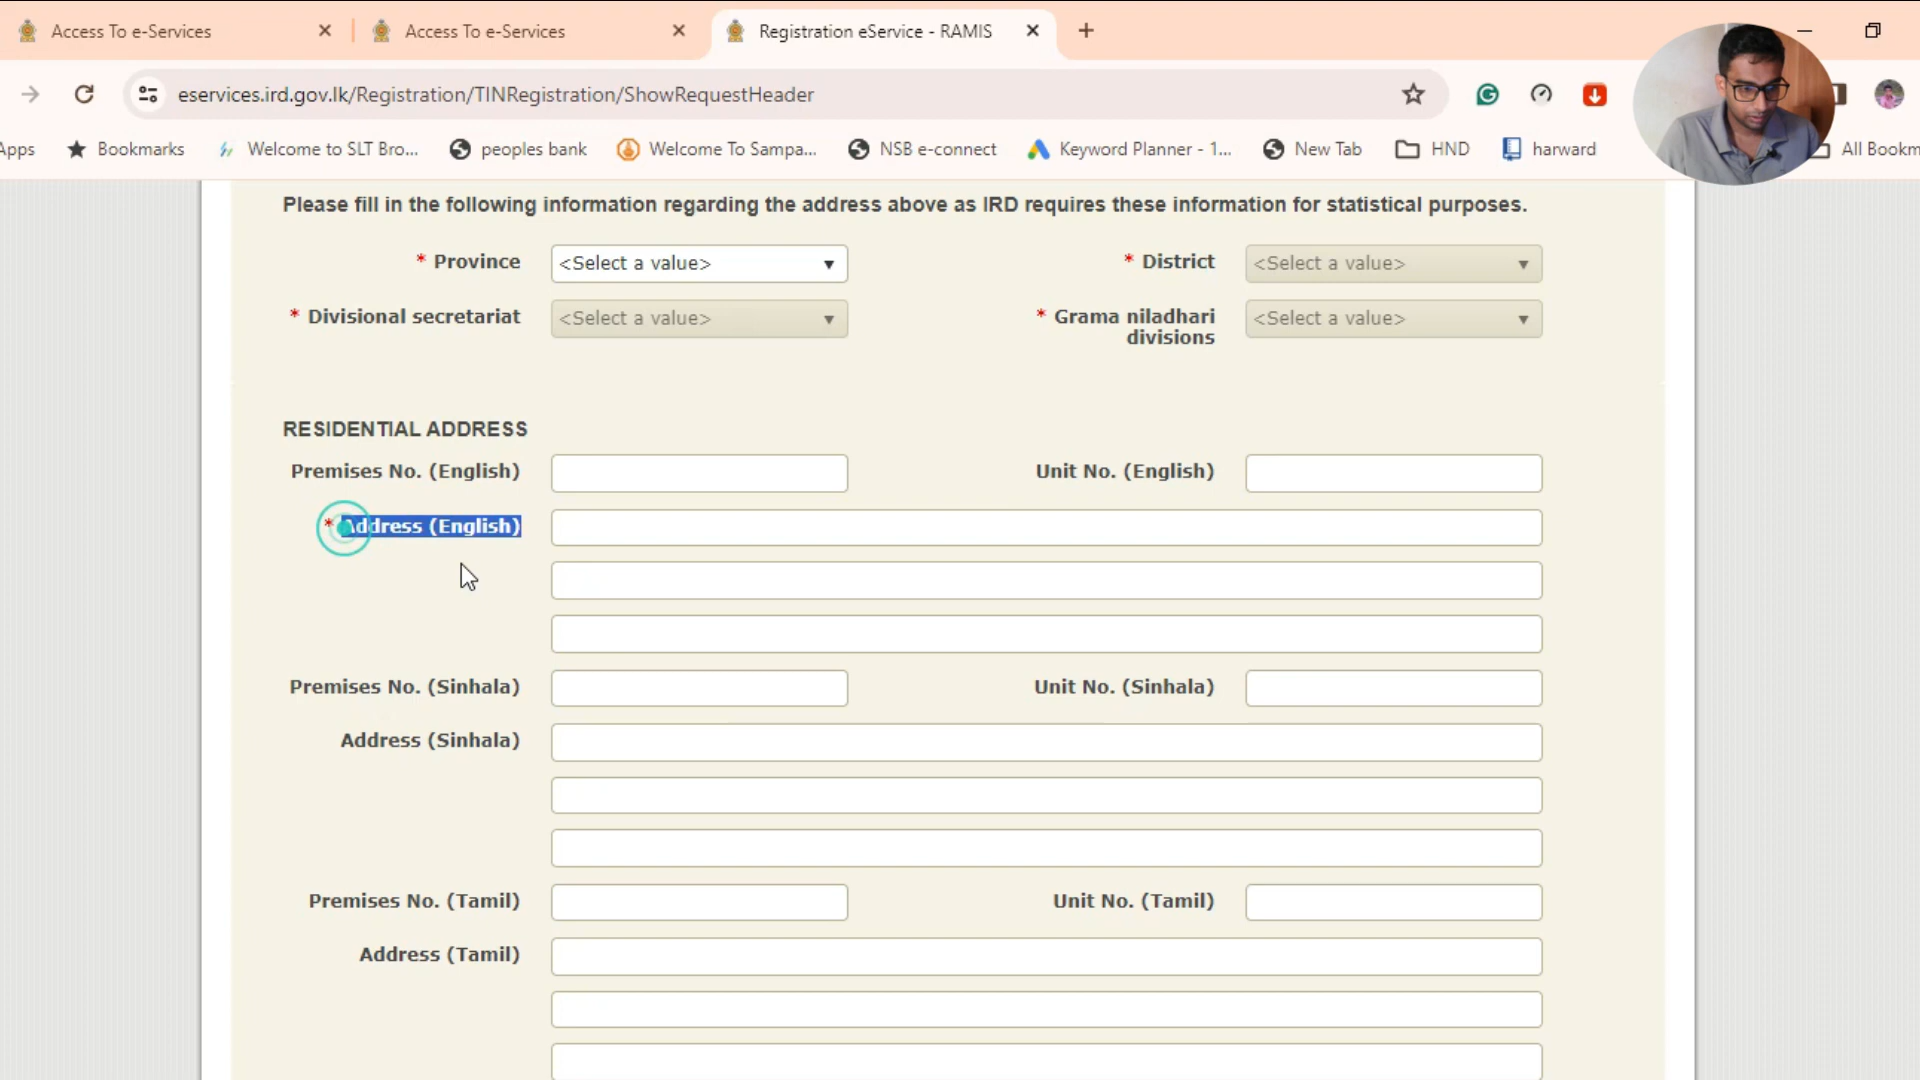 Access To e-Services
Access To e-Services
Registration eService - RAMIS
eservices.ird.gov.lk/Registration/TINRegistration/ShowRequestHeader
Apps
Bookmarks
Welcome to SLT Bro...
peoples bank
Welcome To Sampa...
NSB e-connect
Keyword Planner - 1...
New Tab
HND
harward
All Bookm
Please fill in the following information regarding the address above as IRD requires these information for statistical purposes.
* Province <Select a value> * District <Select a value>
* Divisional secretariat <Select a value> * Grama niladhari divisions <Select a value>
RESIDENTIAL ADDRESS
Premises No. (English) Unit No. (English)
* Address (English)
Premises No. (Sinhala) Unit No. (Sinhala)
Address (Sinhala)
Premises No. (Tamil) Unit No. (Tamil)
Address (Tamil)